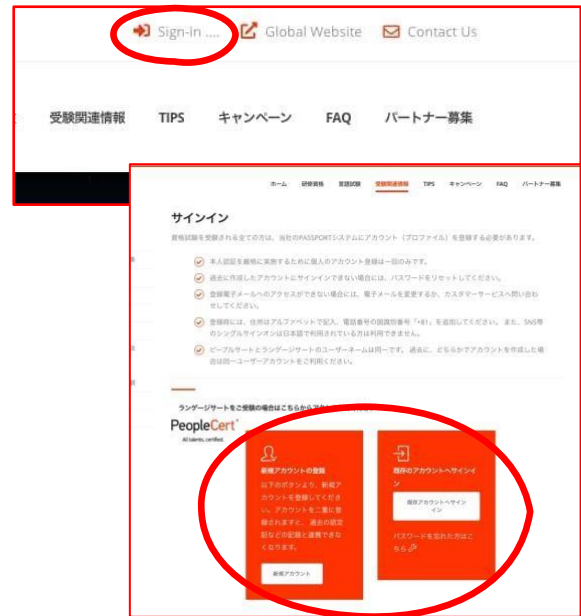 Sign-in .... Global Website Contact Us
受験関連情報 TIPS キャンペーン FAQ パートナー募集
ホーム 研修資格 言語試験 受験関連情報 TIPS キャンペーン FAQ パートナー募集
サインイン
資格試験を受験される全ての方は、当社のPASSPORTシステムにアカウント（プロファイル）を登録する必要があります。
本人認証を厳格に実施するために個人のアカウント登録は一回のみです。
過去に作成したアカウントにサインインできない場合には、パスワードをリセットしてください。
登録電子メールへのアクセスができない場合には、電子メールを変更するか、カスタマーサービスへ問い合わ
せしてください。
登録時には、住所はアルファベットで記入、電話番号の国識別番号「+81」を追加してください。また、SNS等
のシングルサインオンは日本語で利用されている方は利用できません。
ピープルサートとランゲージサートのユーザーネームは同一です。 過去に、どちらかでアカウントを作成した場
合は同一ユーザーアカウントをご利用ください。
ランゲージサートをご受験の場合はこちらから
PeopleCert
All talents, certified.
新規アカウントの登録
以下のボタンより、新規ア
カウントを登録してくださ
い。アカウントを二重に登
録されますと、過去の認定
記などの記録と連携できな
くなります。
新規アカウント
既存のアカウントへサインイ
ン
既存アカウントへサイン
イン
パスワードを忘れた方はこ
ちら